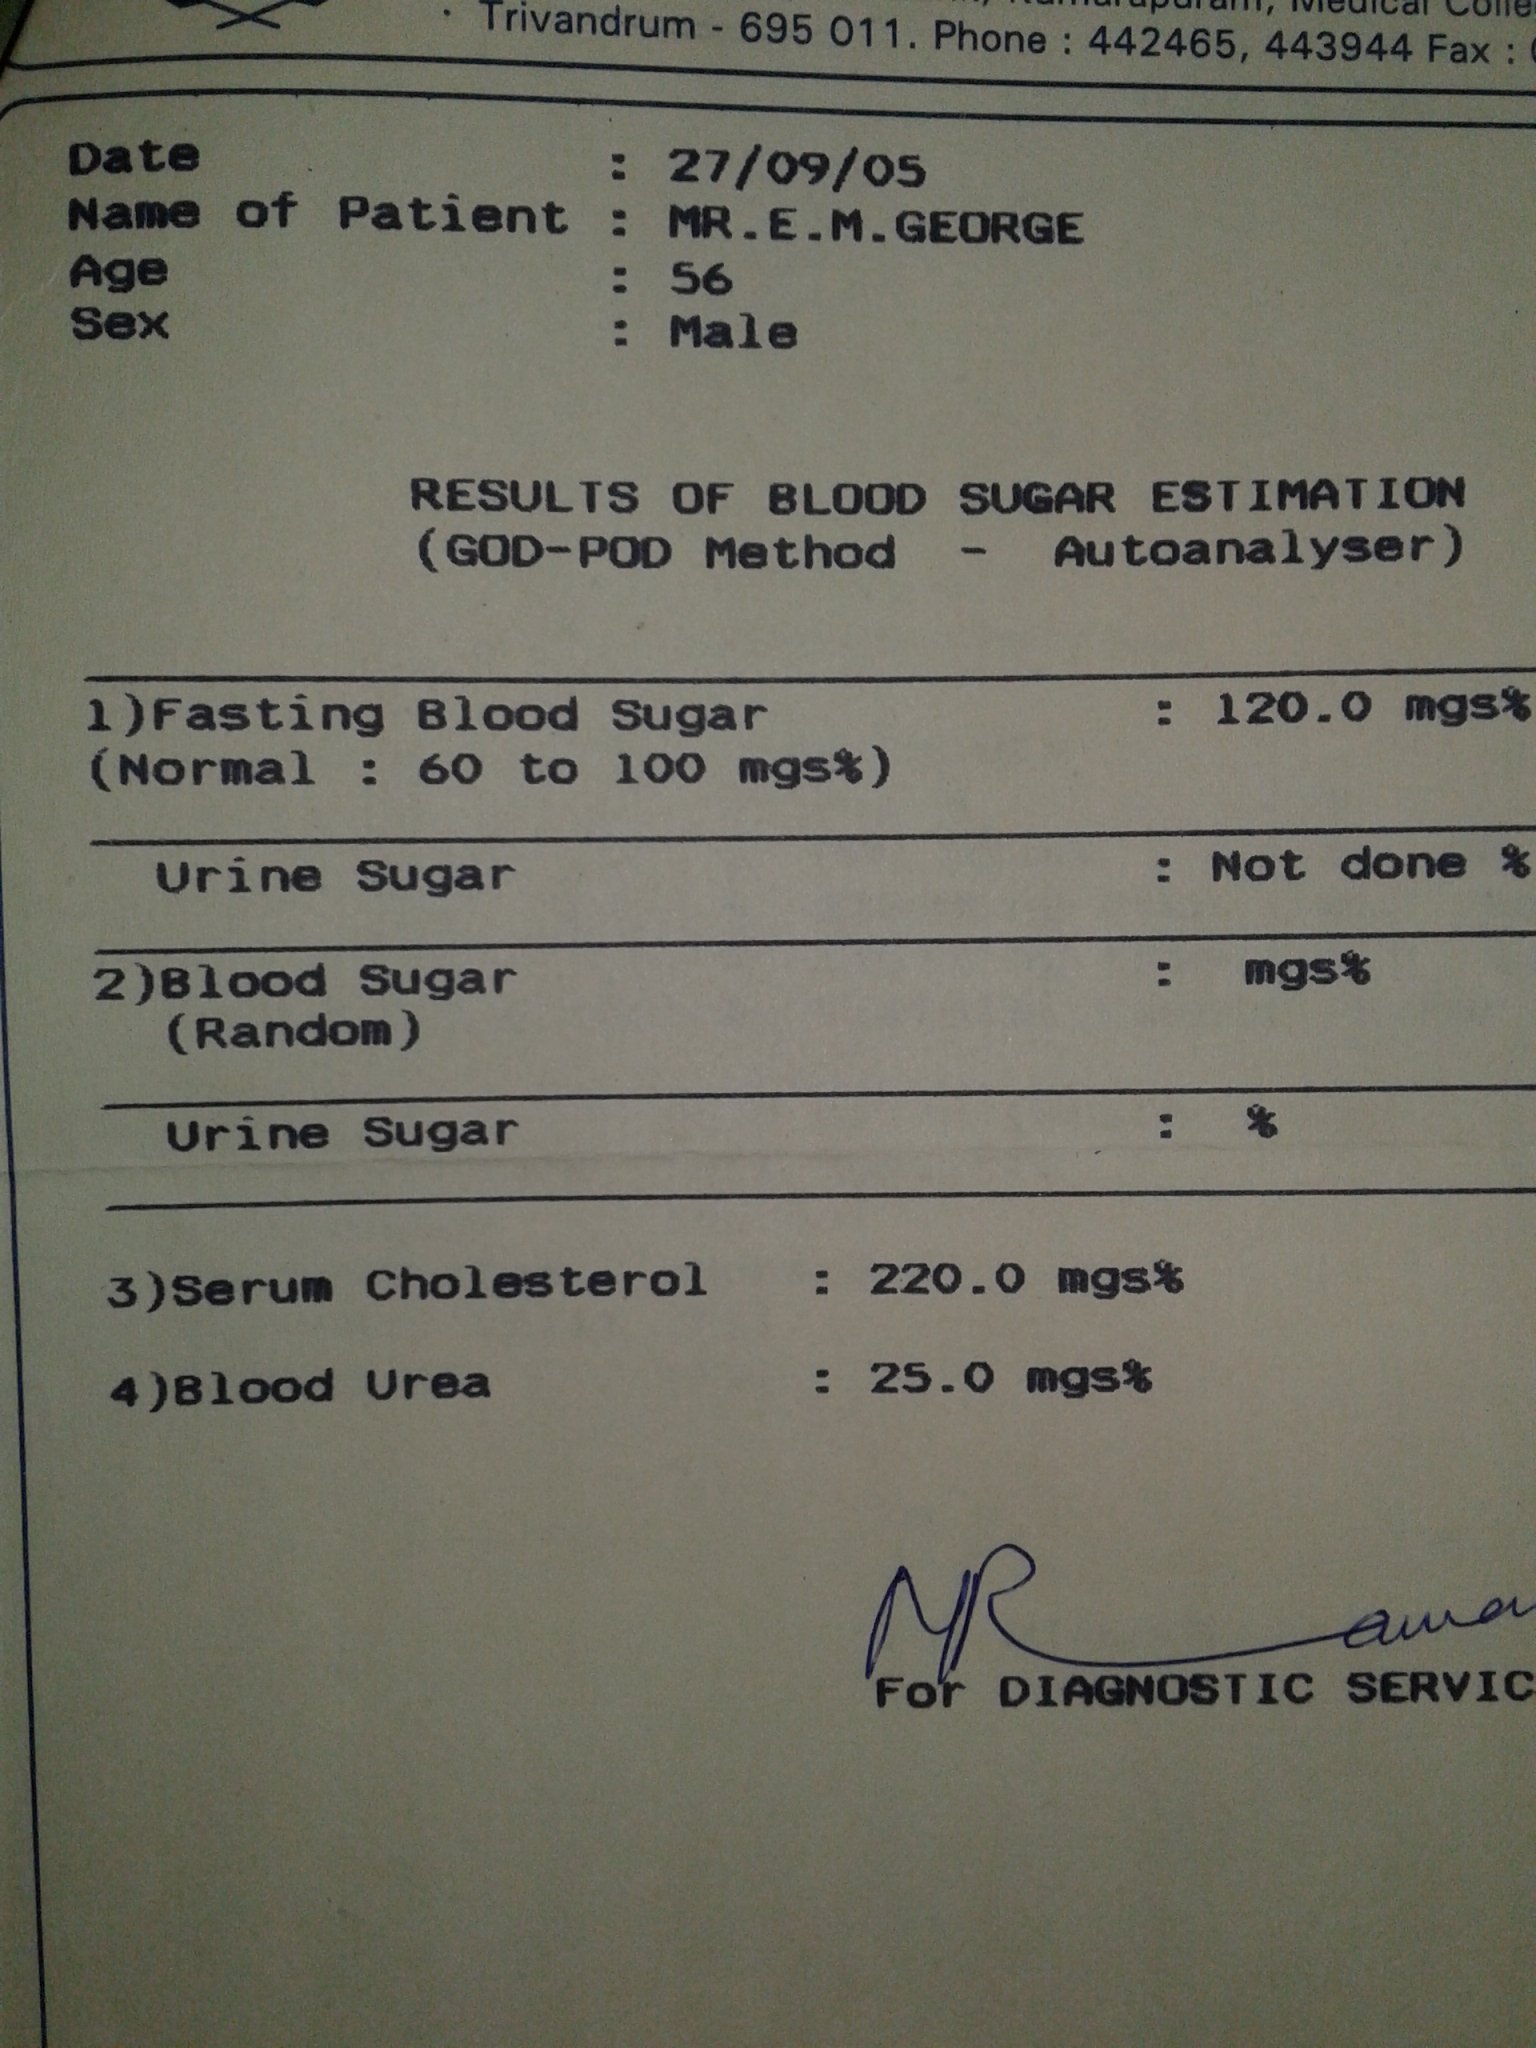 Kumarapuram, Medical
Trivandrum - 695 011. Phone : 442465, 443944 Fax :
Date : 27/09/05
Name of Patient : MR.E.M.GEORGE
Age : 56
Sex : Male
RESULTS OF BLOOD SUGAR ESTIMATION
(GOD-POD Method - Autoanalyser)
1)Fasting Blood Sugar : 120.0 mgs%
(Normal : 60 to 100 mgs%)
Urine Sugar : Not done %
2)Blood Sugar : mgs%
(Random)
Urine Sugar : %
3)Serum Cholesterol : 220.0 mgs%
4)Blood Urea : 25.0 mgs%
For DIAGNOSTIC SERVIC